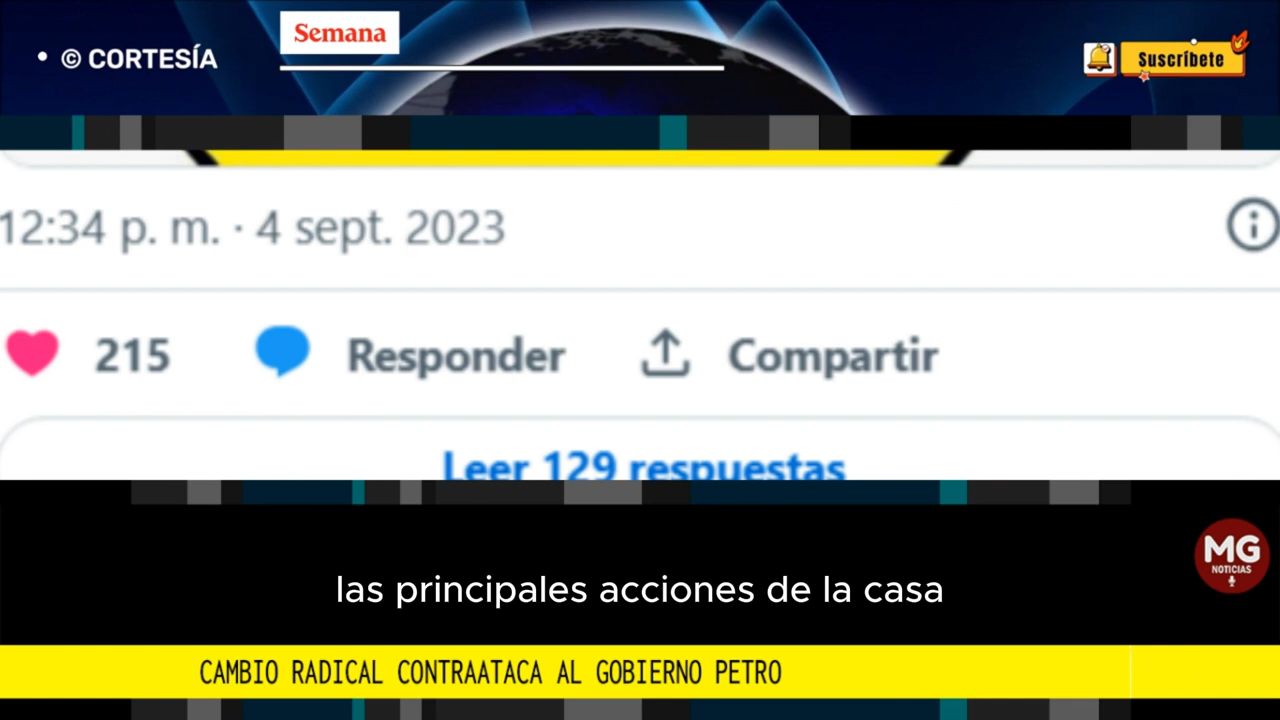 • © CORTESÍA
Semana
Suscríbete
12:34 p. m. · 4 sept. 2023
215
Responder
Compartir
Leer 129 respuestas
MG
NOTICIAS
las principales acciones de la casa
CAMBIO RADICAL CONTRAATACA AL GOBIERNO PETRO